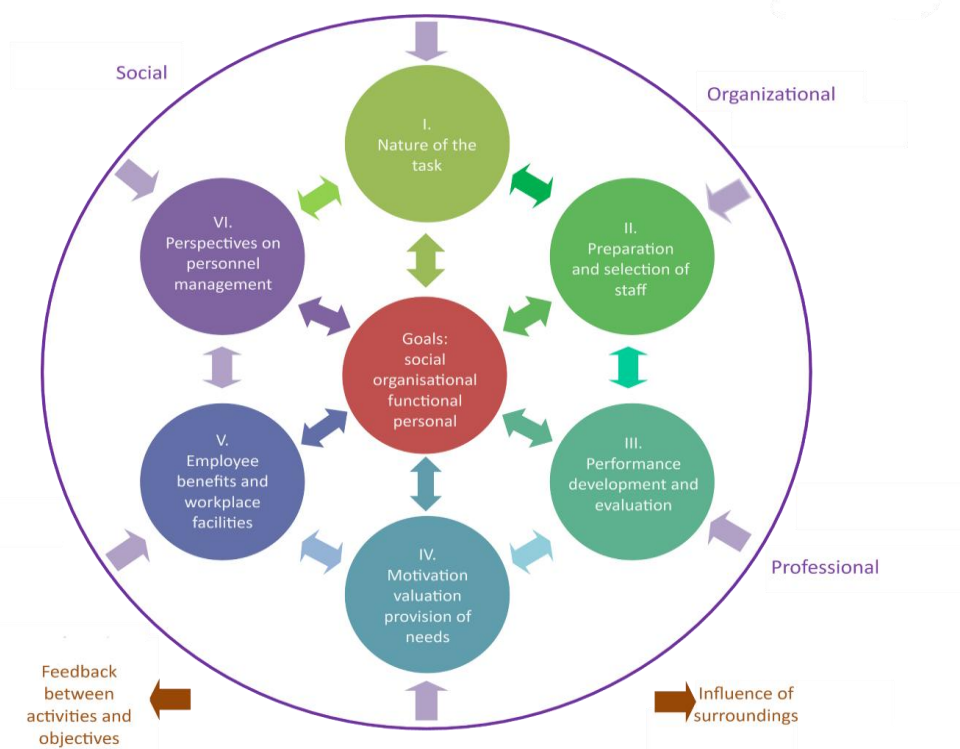 Social
Organizational
I.
Nature of the
task
VI.
Perspectives on
personnel
management
II.
Preparation
and selection of
staff
Goals:
social
organisational
functional
personal
V.
Employee
benefits and
workplace
facilities
III.
Performance
development and
evaluation
IV.
Motivation
valuation
provision of
needs
Professional
Feedback
between
activities and
objectives
Influence of
surroundings